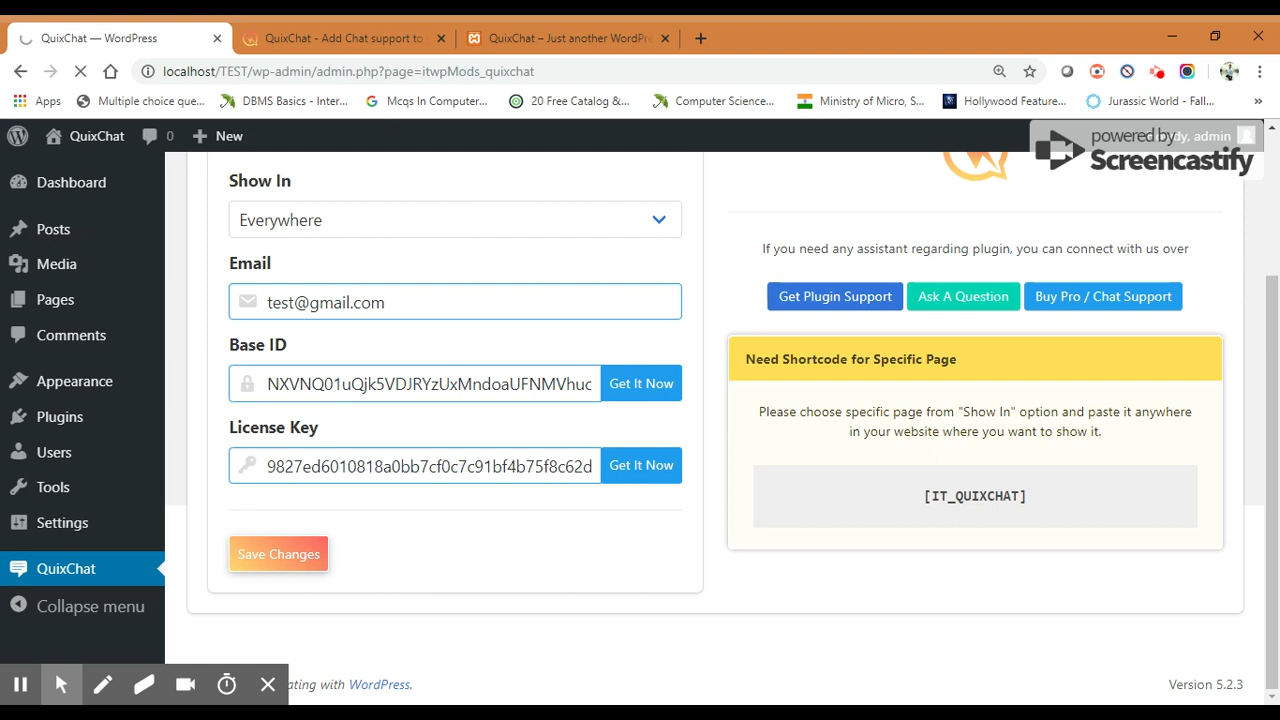 QuixChat — WordPress
QuixChat - Add Chat support to
QuixChat – Just another WordPre
localhost/TEST/wp-admin/admin.php?page=itwpMods_quixchat
Apps
Multiple choice que...
BMS Basics - Inter...
Mcqs In Computer...
20 Free Catalog &...
Computer Science...
Ministry of Micro, S...
Hollywood Feature...
Jurassic World - Fall...
»
QuixChat
0
New
dy, admin
powered by
Screencastify
Dashboard
Posts
Media
Pages
Comments
Appearance
Plugins
Users
Tools
Settings
QuixChat
Collapse menu
Show In
Everywhere
Email
test@gmail.com
Base ID
NXVNQ01uQjk5VDJRYzUxMndoaUFNMVhuc
Get It Now
License Key
9827ed6010818a0bb7cf0c7c91bf4b75f8c62d
Get It Now
Save Changes
If you need any assistant regarding plugin, you can connect with us over
Get Plugin Support
Ask A Question
Buy Pro / Chat Support
Need Shortcode for Specific Page
Please choose specific page from "Show In" option and paste it anywhere
in your website where you want to show it.
[IT_QUIXCHAT]
ating with WordPress.
Version 5.2.3